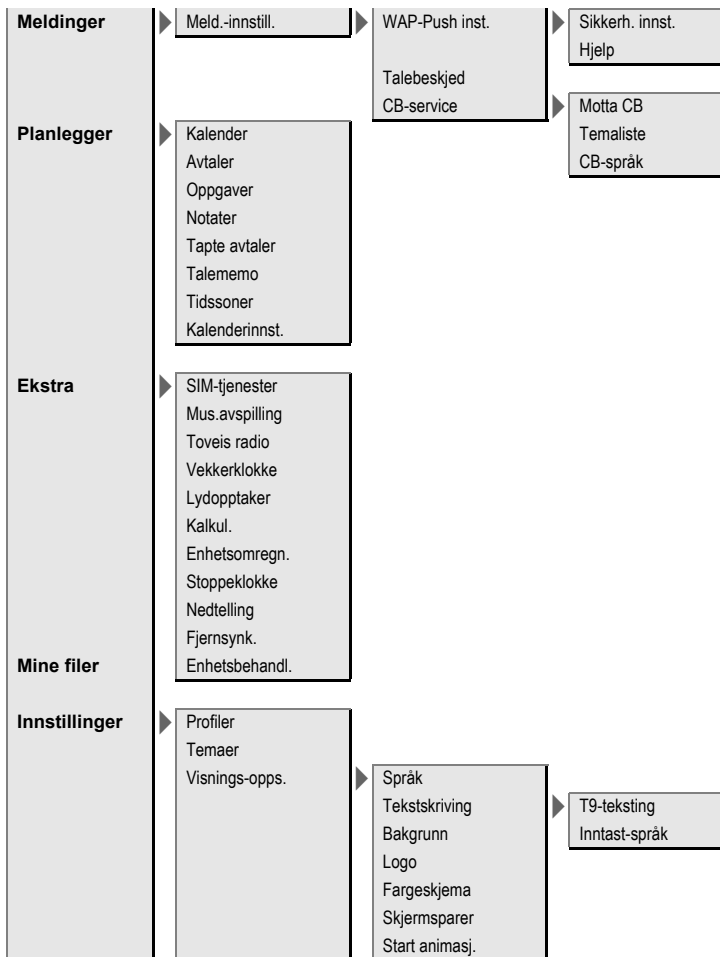 Meldinger
Meld.-innstill.
WAP-Push inst.
Sikkerh. innst.
Hjelp
Talebeskjed
CB-service
Motta CB
Temaliste
CB-språk
Planlegger
Kalender
Avtaler
Oppgaver
Notater
Tapte avtaler
Talememo
Tidssoner
Kalenderinnst.
Ekstra
SIM-tjenester
Mus.avspilling
Toveis radio
Vekkerklokke
Lydopptaker
Kalkul.
Enhetsomregn.
Stoppeklokke
Nedtelling
Fjernsynk.
Mine filer
Enhetsbehandl.
Innstillinger
Profiler
Temaer
Visnings-opps.
Språk
Tekstskriving
T9-teksting
Inntast-språk
Bakgrunn
Logo
Fargeskjema
Skjermsparer
Start animasj.